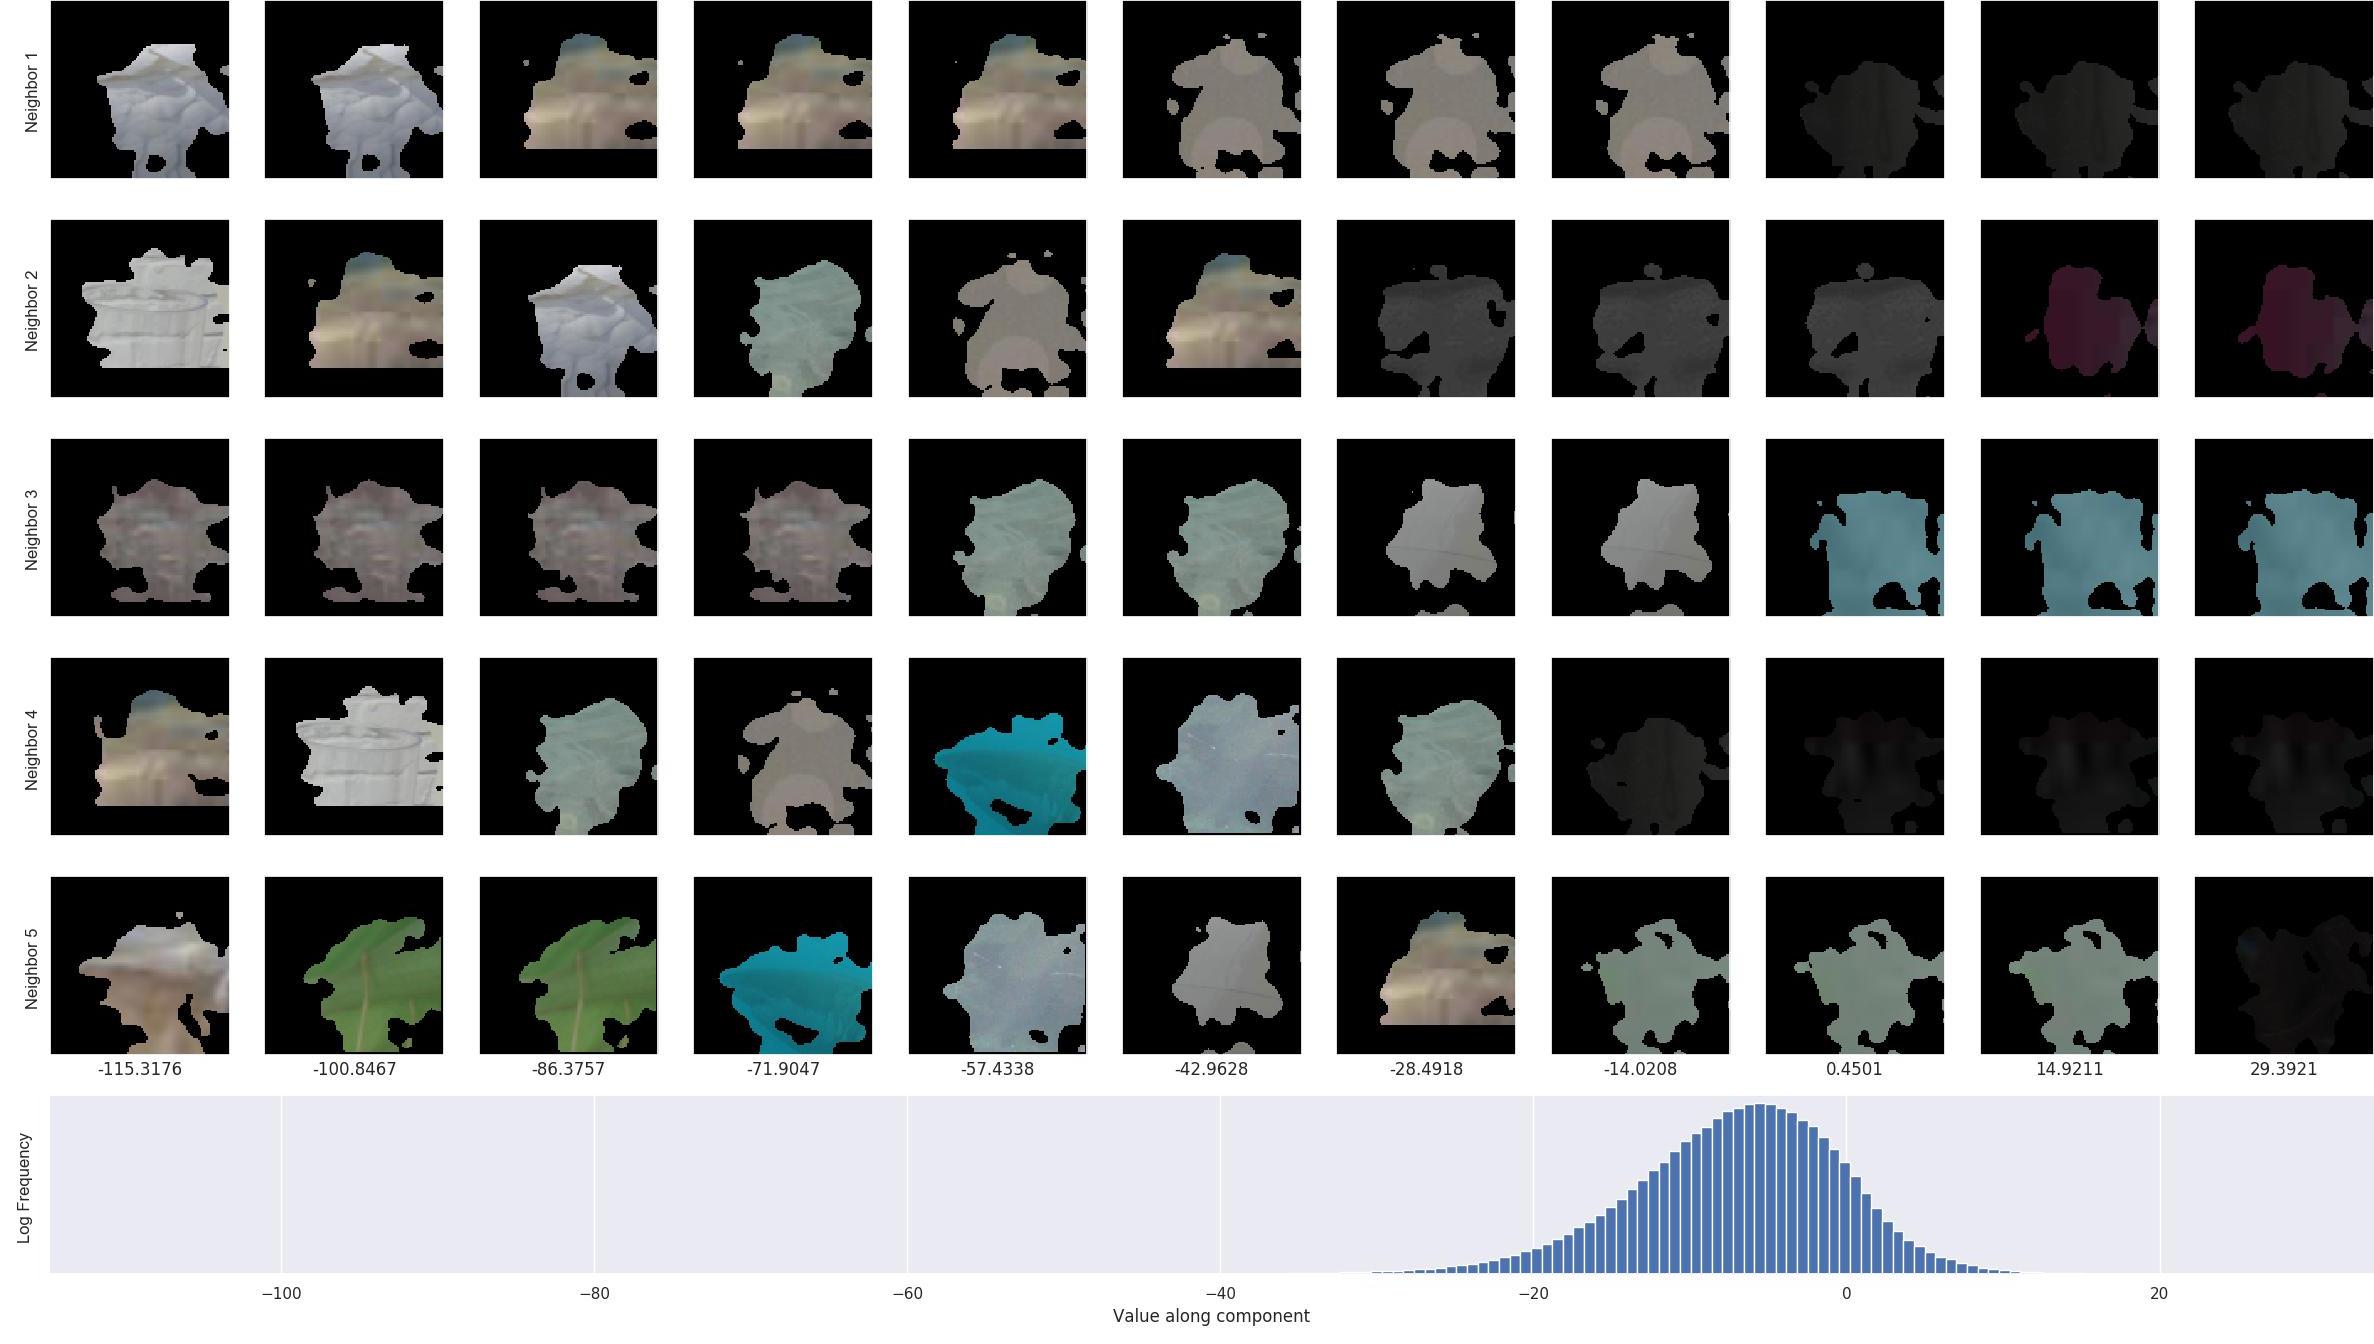 Neighbor 1
Neighbor 2
Neighbor 3
Neighbor 4
Neighbor 5
-115.3176 -100.8467 -86.3757 -71.9047 -57.4338 -42.9628 -28.4918 -14.0208 0.4501 14.9211 29.3921
Log Frequency
−100 −80 −60 −40 −20 0 20
Value along component